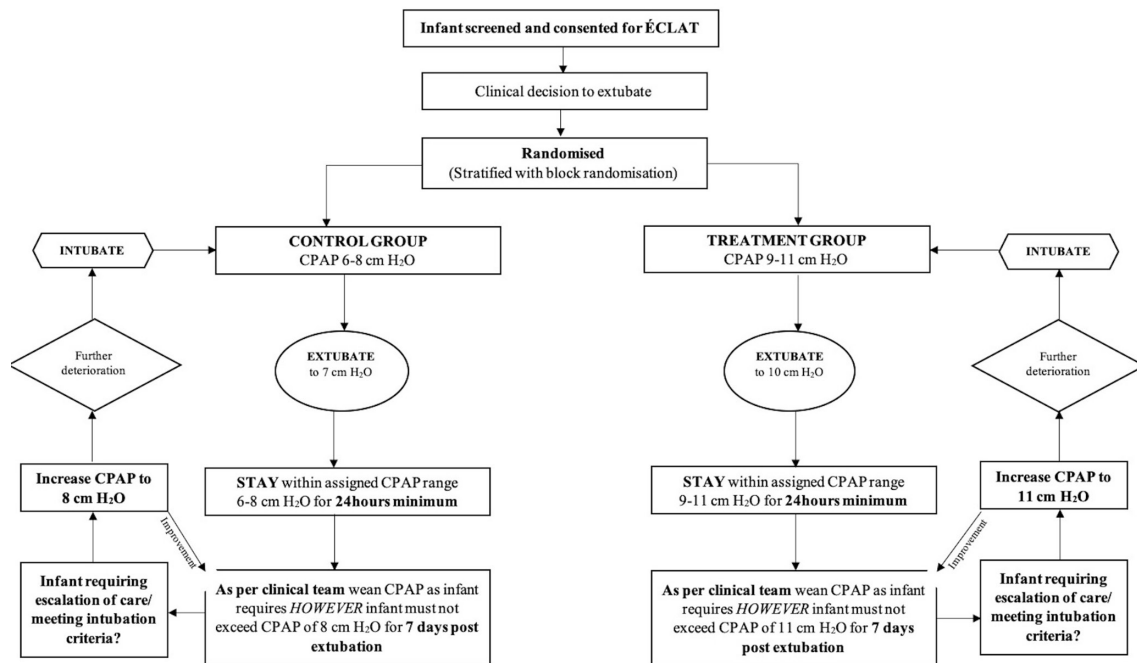 Infant screened and consented for ÉCLAT
Clinical decision to extubate
Randomised
(Stratified with block randomisation)
INTUBATE
CONTROL GROUP
CPAP 6-8 cm H₂O
TREATMENT GROUP
CPAP 9-11 cm H₂O
INTUBATE
Further
deterioration
EXTUBATE
to 7 cm H₂O
EXTUBATE
to 10 cm H₂O
Further
deterioration
Increase CPAP to
8 cm H₂O
STAY within assigned CPAP range
6-8 cm H₂O for 24hours minimum
STAY within assigned CPAP range
9-11 cm H₂O for 24hours minimum
Increase CPAP to
11 cm H₂O
Improvement
Improvement
Infant requiring
escalation of care/
meeting intubation
criteria?
As per clinical team wean CPAP as infant
requires HOWEVER infant must not
exceed CPAP of 8 cm H₂O for 7 days post
extubation
As per clinical team wean CPAP as infant
requires HOWEVER infant must not
exceed CPAP of 11 cm H₂O for 7 days
post extubation
Infant requiring
escalation of care/
meeting intubation
criteria?